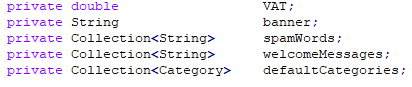 private double VAT;
private String banner;
private Collection<String> spamWords;
private Collection<String> welcomeMessages;
private Collection<Category> defaultCategories;